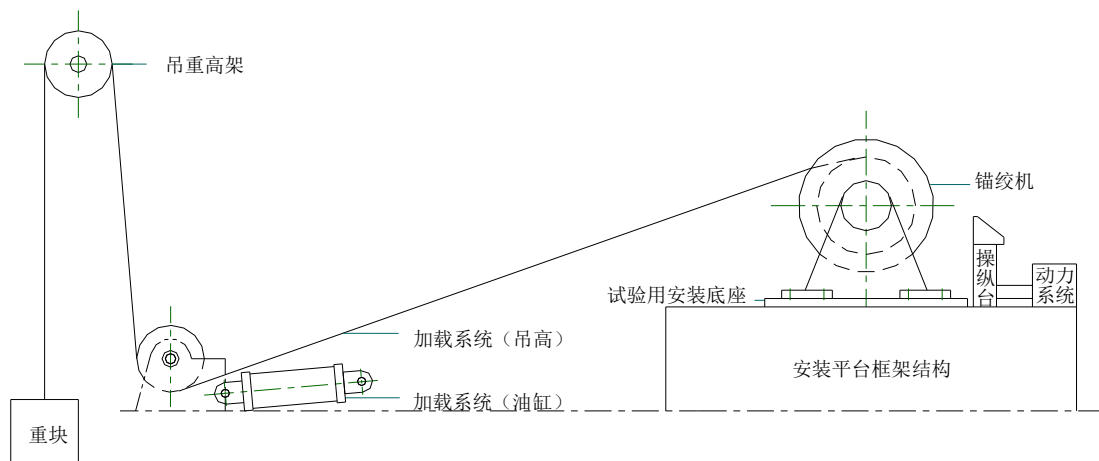 吊重高架
锚绞机
操纵台
动力
系统
试验用安装底座
加载系统（吊高）
安装平台框架结构
加载系统（油缸）
重块